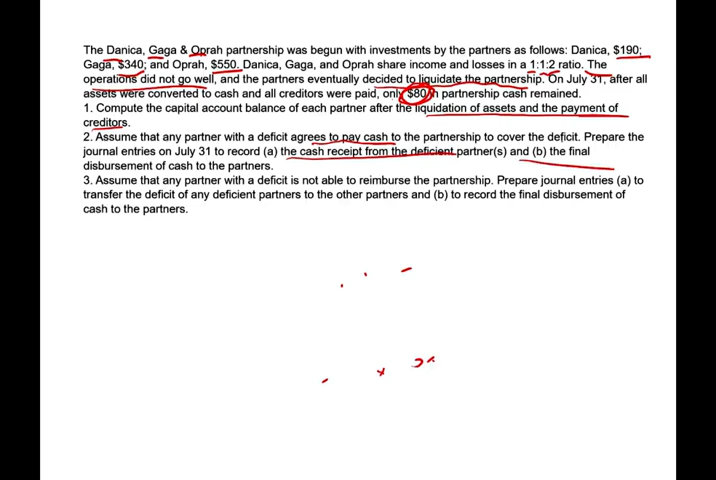 The Danica, Gaga & Oprah partnership was begun with investments by the partners as follows: Danica, $190;
Gaga, $340; and Oprah, $550. Danica, Gaga, and Oprah share income and losses in a 1:1:2 ratio. The
operations did not go well, and the partners eventually decided to liquidate the partnership. On July 31, after all
assets were converted to cash and all creditors were paid, only $80 in partnership cash remained.
1. Compute the capital account balance of each partner after the liquidation of assets and the payment of
creditors.
2. Assume that any partner with a deficit agrees to pay cash to the partnership to cover the deficit. Prepare the
journal entries on July 31 to record (a) the cash receipt from the deficient partner(s) and (b) the final
disbursement of cash to the partners.
3. Assume that any partner with a deficit is not able to reimburse the partnership. Prepare journal entries (a) to
transfer the deficit of any deficient partners to the other partners and (b) to record the final disbursement of
cash to the partners.